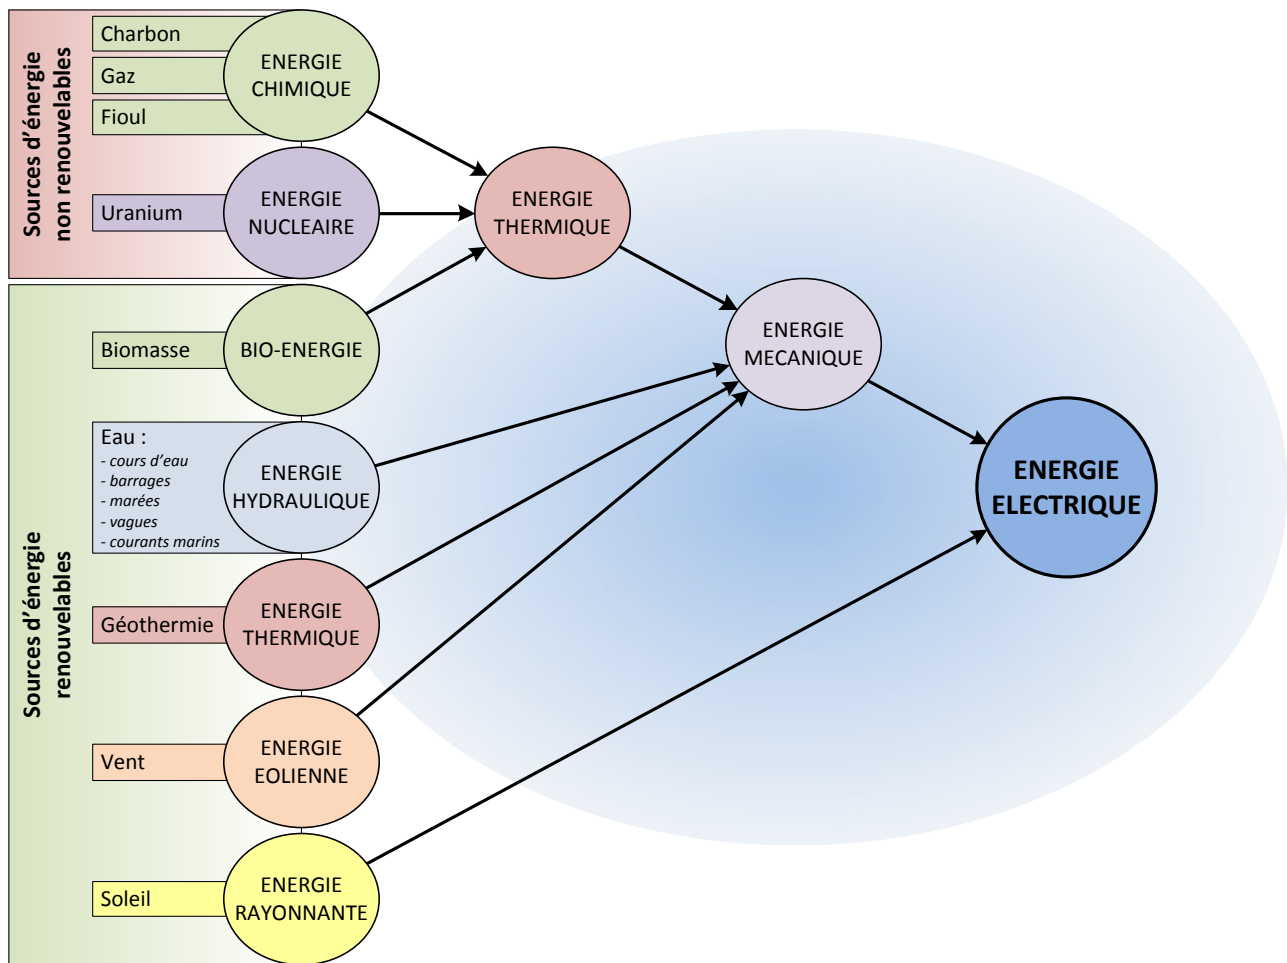 Sources d'énergie
non renouvelables
Charbon
Gaz
Fioul
ENERGIE
CHIMIQUE
Uranium
ENERGIE
NUCLEAIRE
ENERGIE
THERMIQUE
Sources d'énergie
renouvelables
Biomasse
BIO-ENERGIE
ENERGIE
MECANIQUE
Eau :
- cours d'eau
- barrages
- marées
- vagues
- courants marins
ENERGIE
HYDRAULIQUE
ENERGIE
ELECTRIQUE
Géothermie
ENERGIE
THERMIQUE
Vent
ENERGIE
EOLIENNE
Soleil
ENERGIE
RAYONNANTE